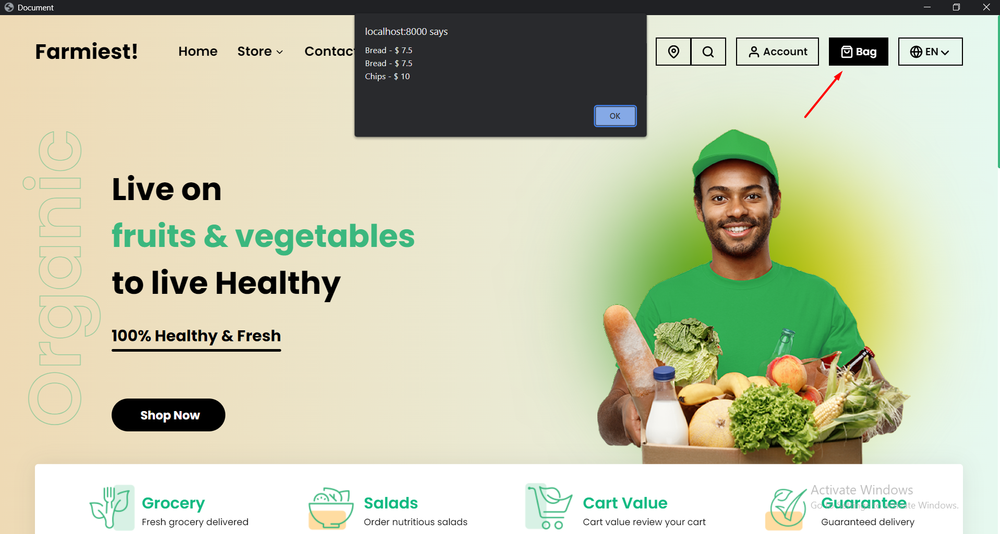 Document
localhost:8000 says
Bread - $ 7.5
Bread - $ 7.5
Chips - $ 10
OK
Farmiest!
Home
Store
Contac
Account
Bag
EN
Organic
Live on
fruits & vegetables
to live Healthy
100% Healthy & Fresh
Shop Now
Grocery
Fresh grocery delivered
Salads
Order nutritious salads
Cart Value
Cart value review your cart
Guarantee
Guaranteed delivery
Activate Windows
Go to Settings to activate Windows.